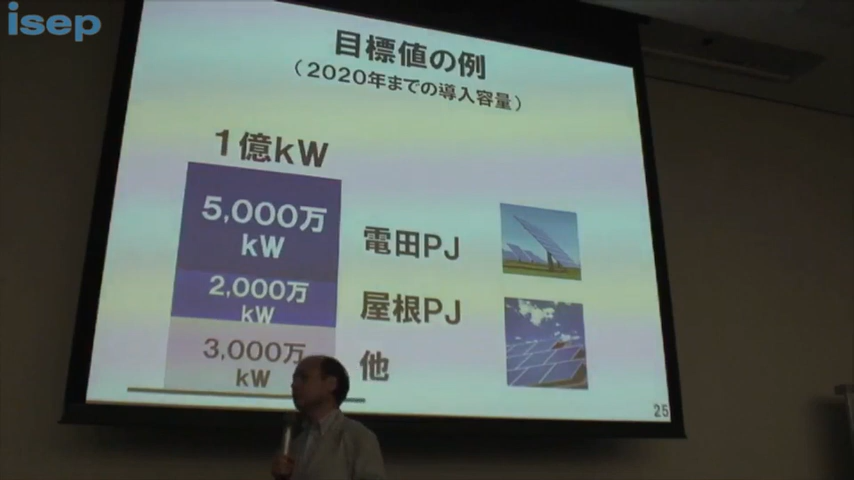 isep
目標値の例
（2020年までの導入容量）
1億kW
5,000万
kW
電田PJ
2,000万
kW
屋根PJ
3,000万
kW
他
25